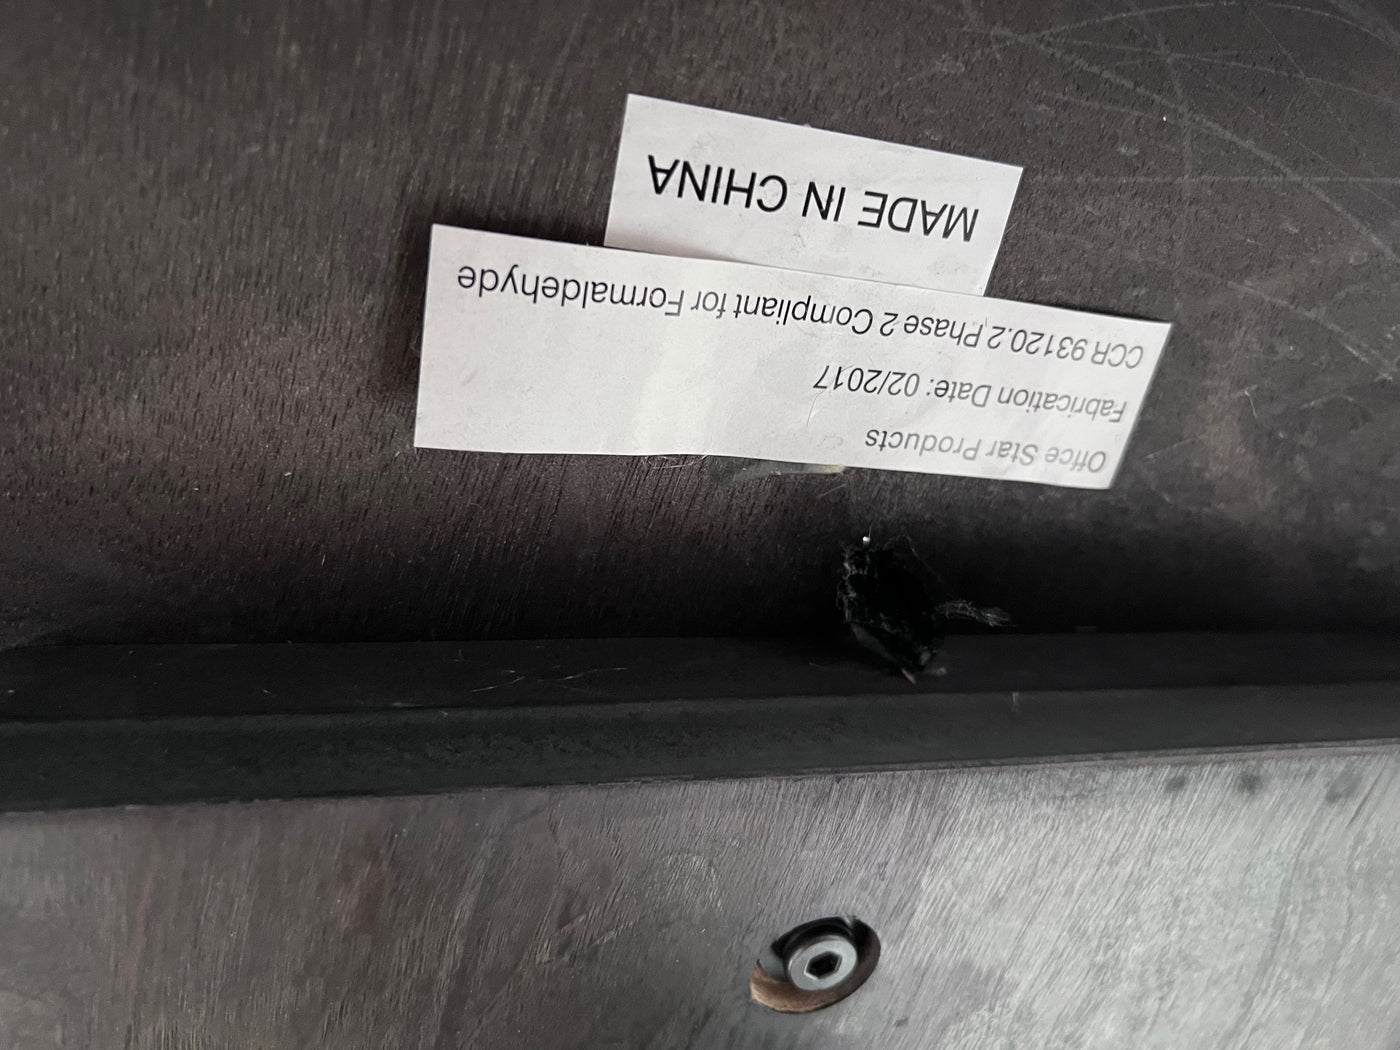 Office Star Products
Fabrication Date: 02/2017
CCR 93120.2 Phase 2 Compliant for Formaldehyde
MADE IN CHINA